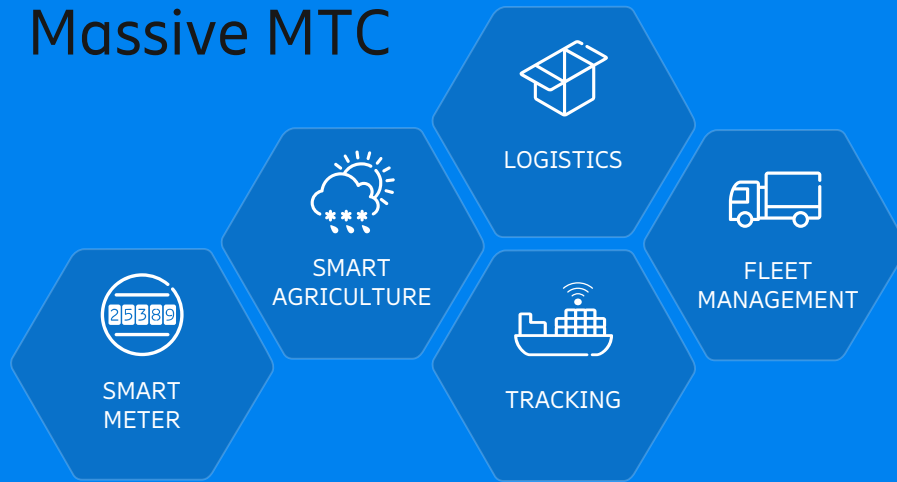 Massive MTC
LOGISTICS
SMART
AGRICULTURE
FLEET
MANAGEMENT
25389
SMART
METER
TRACKING